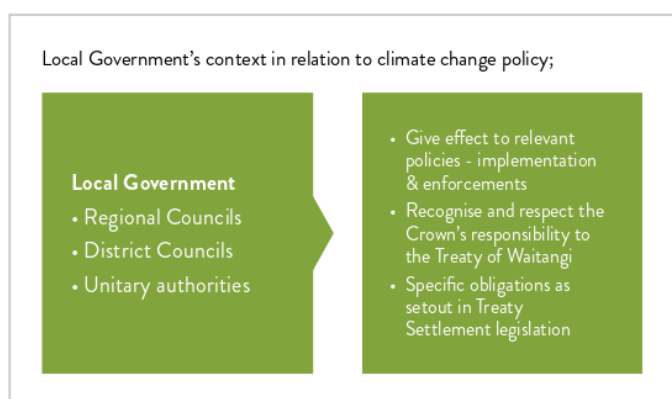 Local Government's context in relation to climate change policy;
Local Government
• Regional Councils
• District Councils
• Unitary authorities
• Give effect to relevant
policies - implementation
& enforcements
• Recognise and respect the
Crown's responsibility to
the Treaty of Waitangi
• Specific obligations as
setout in Treaty
Settlement legislation